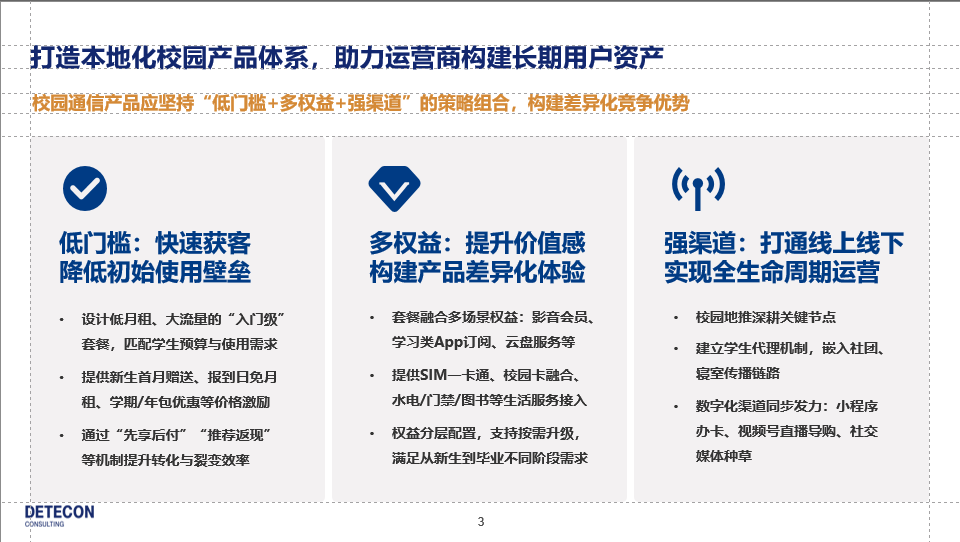 打造本地化校园产品体系，助力运营商构建长期用户资产
校园通信产品应坚持“低门槛+多权益+强渠道”的策略组合，构建差异化竞争优势
低门槛：快速获客
降低初始使用壁垒
• 设计低月租、大流量的“入门级”
套餐，匹配学生预算与使用需求
• 提供新生首月赠送、报到日免月
租、学期/年包优惠等价格激励
• 通过“先享后付”“推荐返现”
等机制提升转化与裂变效率
多权益：提升价值感
构建产品差异化体验
• 套餐融合多场景权益：影音会员、
学习类App订阅、云盘服务等
• 提供SIM一卡通、校园卡融合、
水电/门禁/图书等生活服务接入
• 权益分层配置，支持按需升级，
满足从新生到毕业不同阶段需求
强渠道：打通线上线下
实现全生命周期运营
• 校园地推深耕关键节点
• 建立学生代理机制，嵌入社团、
寝室传播链路
• 数字化渠道同步发力：小程序
办卡、视频号直播导购、社交
媒体种草
DETECON
CONSULTING
3